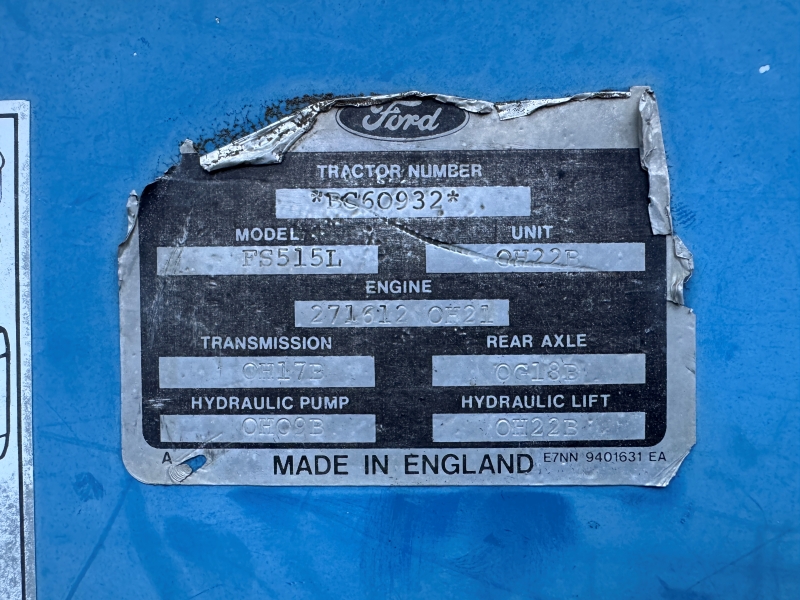 Ford
TRACTOR NUMBER
*BC60932*
MODEL UNIT
FS515L OH22B
ENGINE
271612 OH21
TRANSMISSION REAR AXLE
OH17B OG18B
HYDRAULIC PUMP HYDRAULIC LIFT
OH09B OH22B
A MADE IN ENGLAND E7NN 9401631 EA